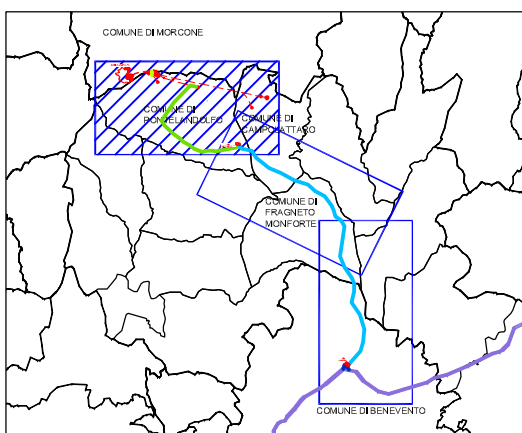 COMUNE DI MORCONE
COMUNE DI
PONTELANDOLFO
COMUNE DI
CAMPOLATTARO
COMUNE DI
FRAGNETO
MONFORTE
COMUNE DI BENEVENTO